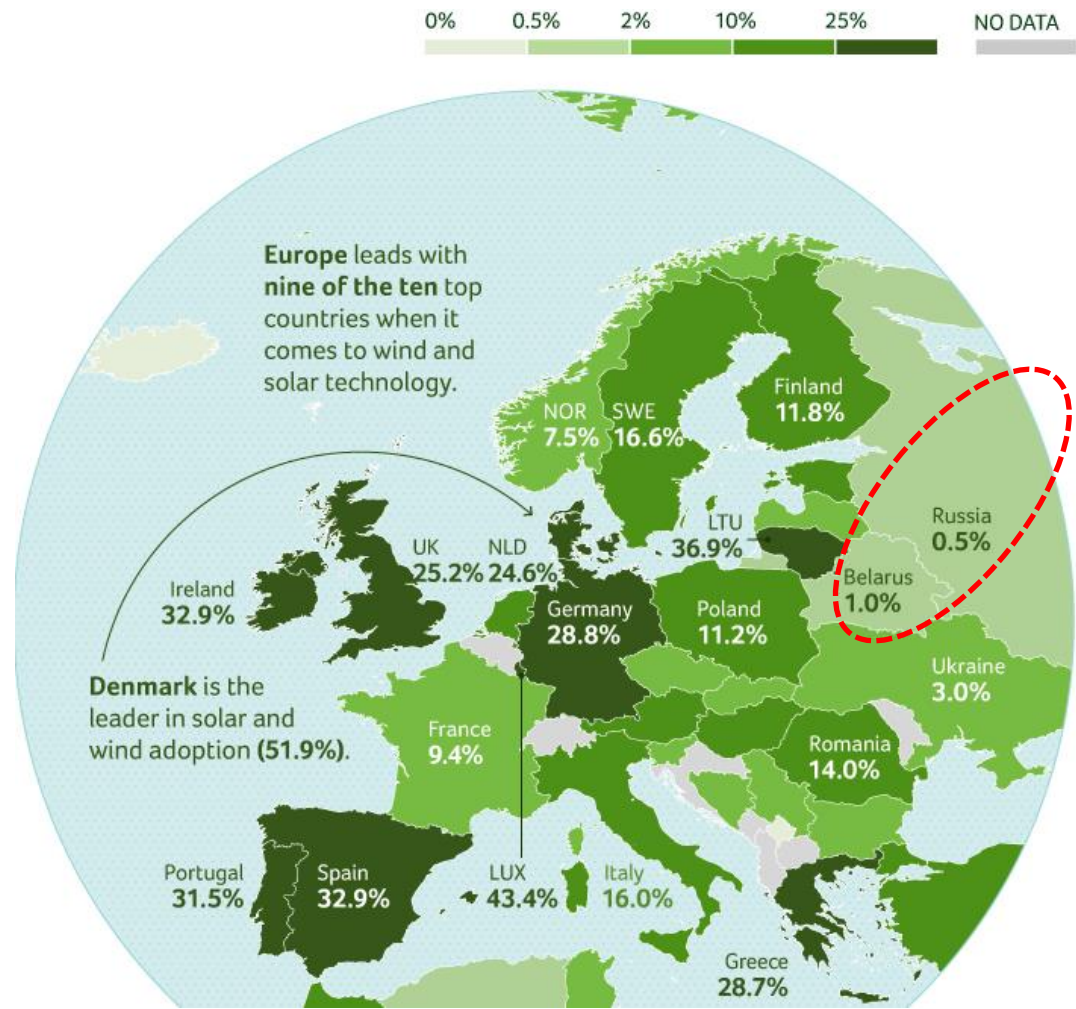 0% 0.5% 2% 10% 25% NO DATA
Europe leads with
nine of the ten top
countries when it
comes to wind and
solar technology.
Finland
11.8%
NOR
7.5%
SWE
16.6%
Russia
0.5%
LTU
36.9%
UK
25.2%
NLD
24.6%
Belarus
1.0%
Ireland
32.9%
Germany
28.8%
Poland
11.2%
Ukraine
3.0%
Denmark is the
leader in solar and
wind adoption (51.9%).
France
9.4%
Romania
14.0%
Portugal
31.5%
Spain
32.9%
LUX
43.4%
Italy
16.0%
Greece
28.7%